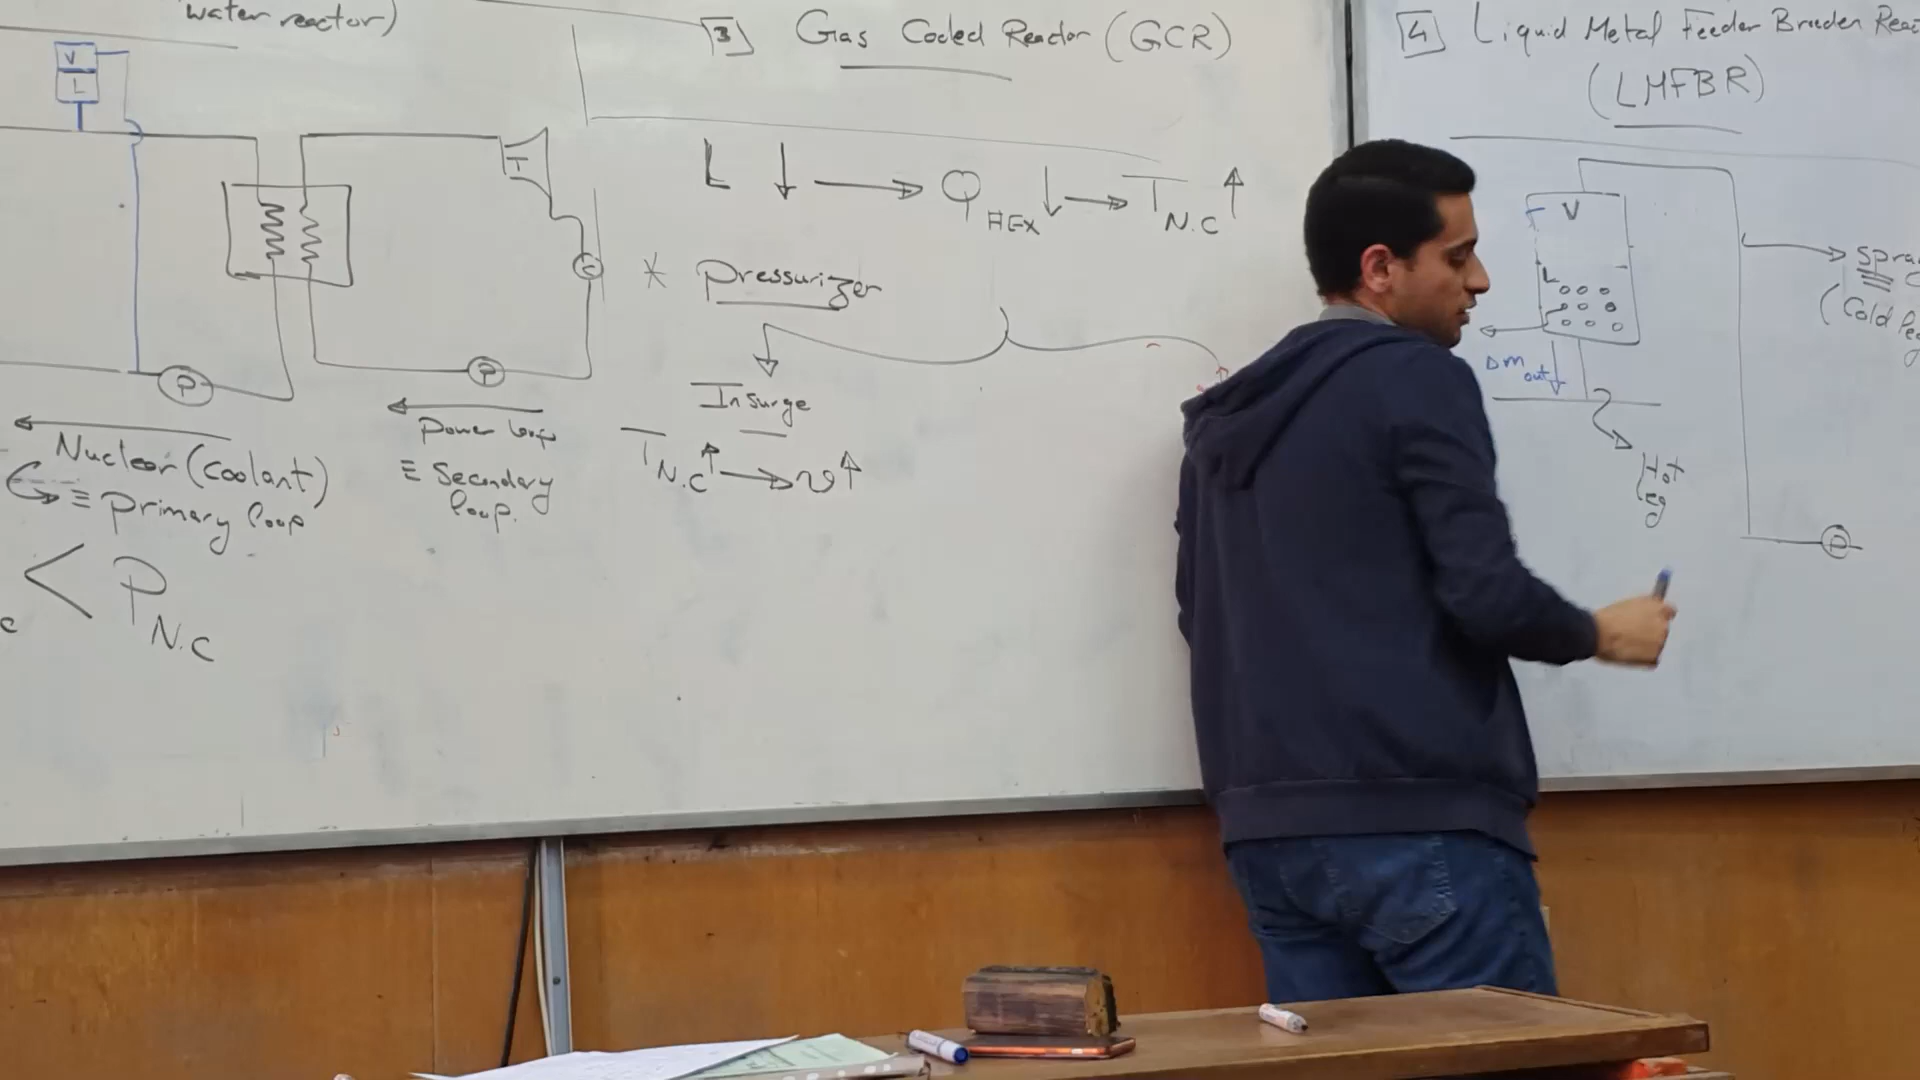 water reactor)
V
L
T
C
P
P
Nuclear (coolant)
≡ Primary loop
Power loop
≡ Secondary
loop.
< P N.C
3 Gas Cooled Reactor (GCR)
L ↓ → Q HEX ↓ → T N.C ↑
* Pressurizer
Insurge
T N.C ↑ → v ↑
4 Liquid Metal Feeder Breeder Reac
(LMFBR)
V
L
Δm out
Hot
Leg
(Cold
P